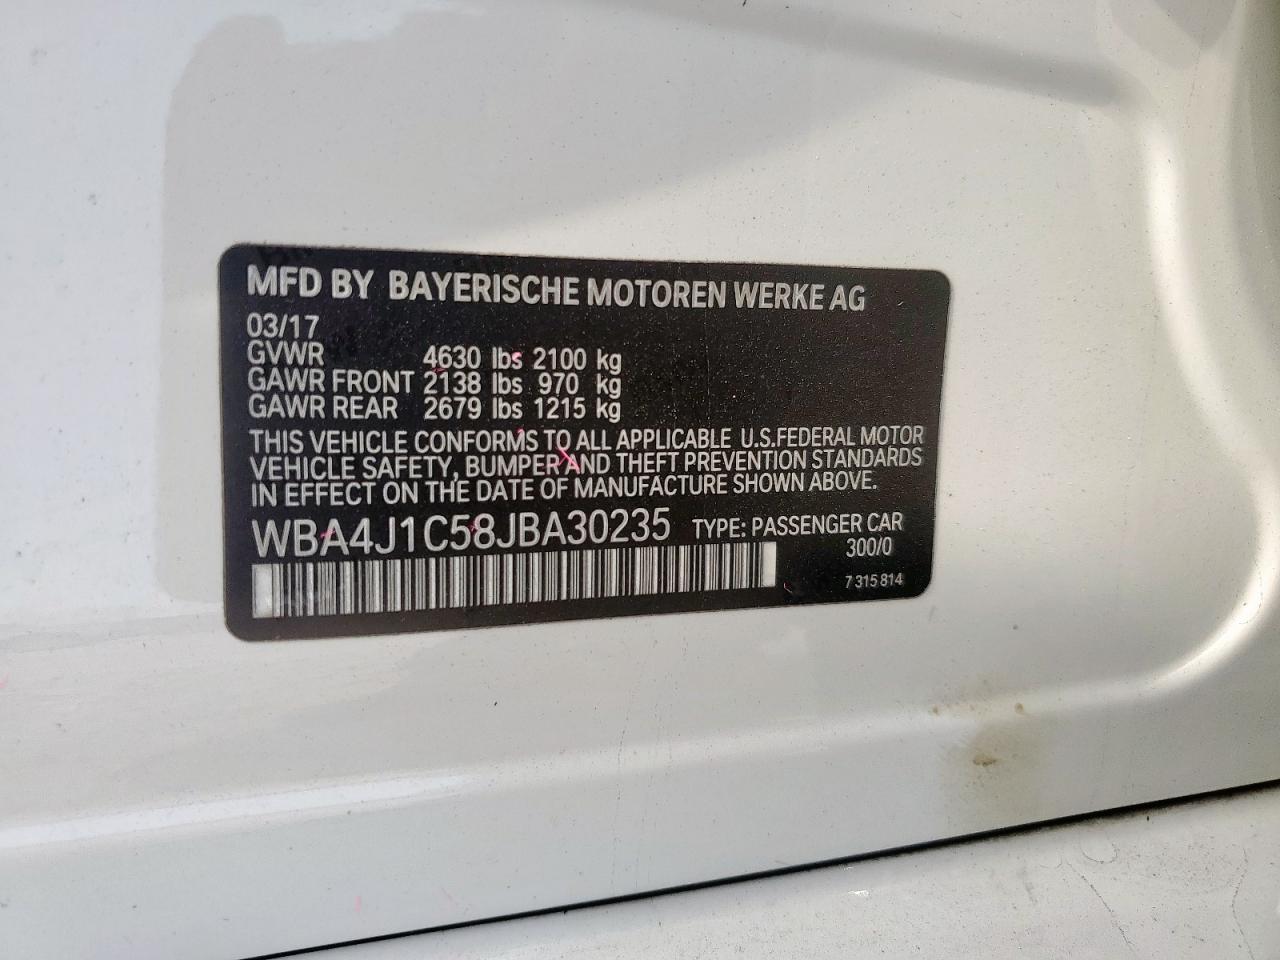 MFD BY BAYERISCHE MOTOREN WERKE AG
03/17
GVWR 4630 lbs 2100 kg
GAWR FRONT 2138 lbs 970 kg
GAWR REAR 2679 lbs 1215 kg
THIS VEHICLE CONFORMS TO ALL APPLICABLE U.S.FEDERAL MOTOR
VEHICLE SAFETY, BUMPER AND THEFT PREVENTION STANDARDS
IN EFFECT ON THE DATE OF MANUFACTURE SHOWN ABOVE.
WBA4J1C58JBA30235 TYPE: PASSENGER CAR
300/0
7 315 814